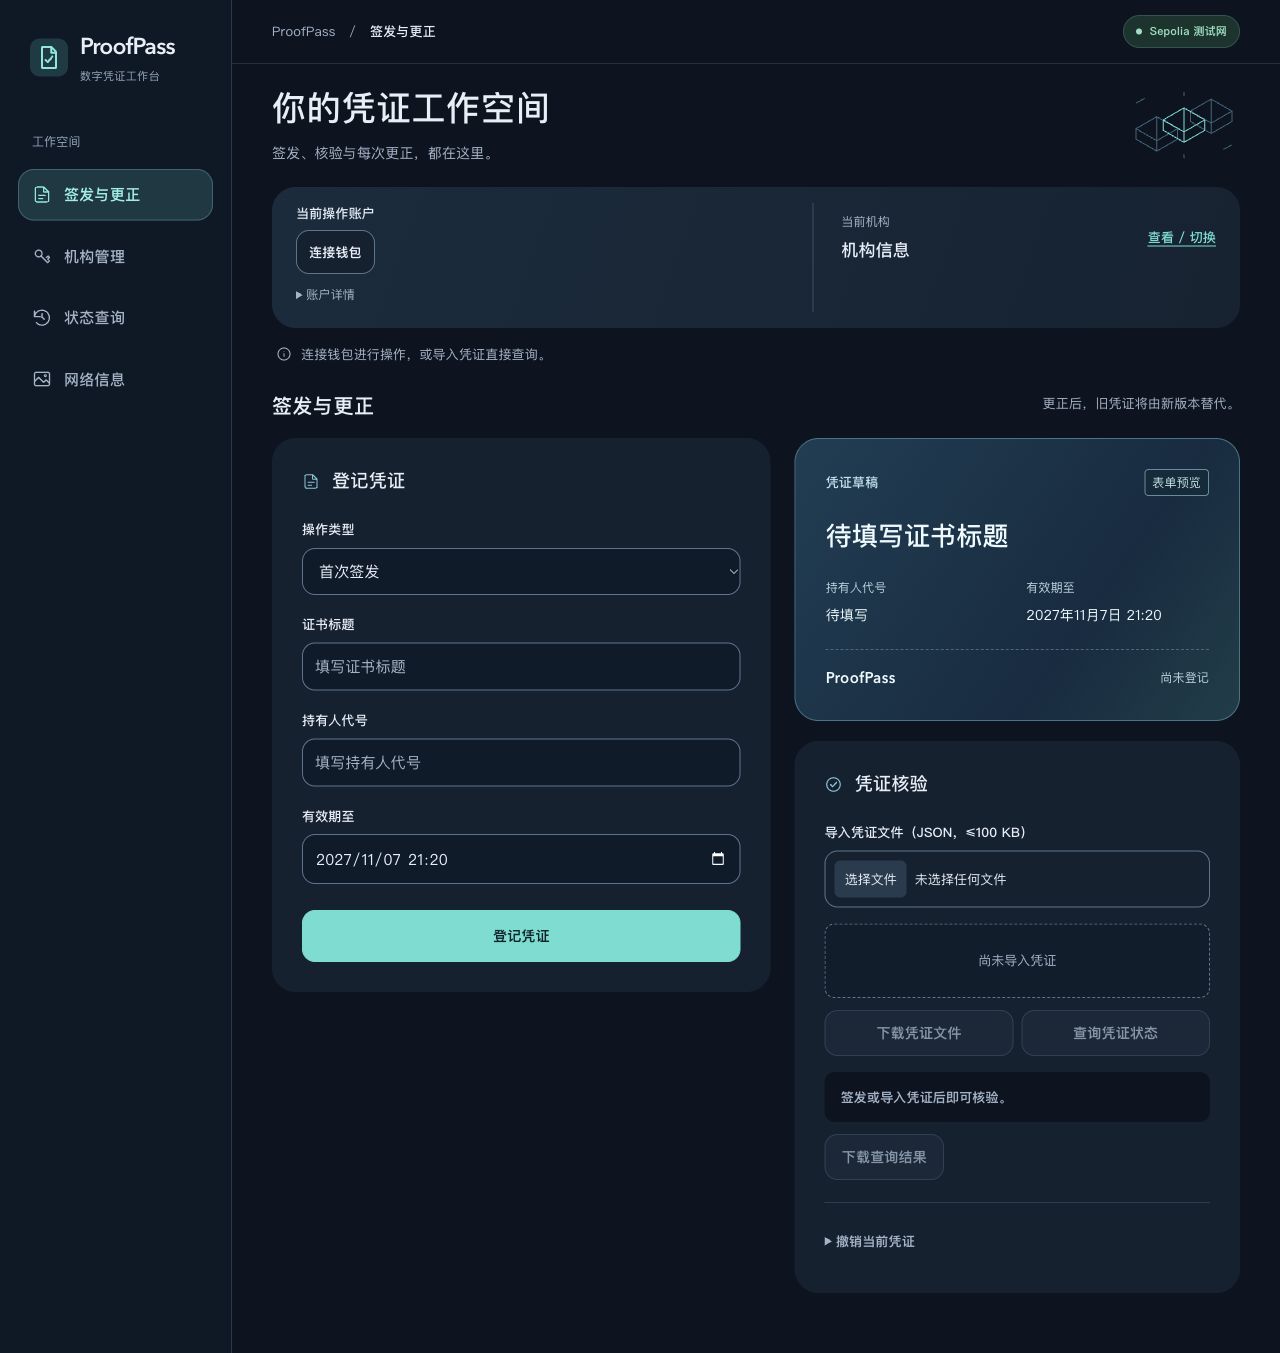 ProofPass
数字凭证工作台
工作空间
签发与更正
机构管理
状态查询
网络信息
ProofPass / 签发与更正
Sepolia 测试网
你的凭证工作空间
签发、核验与每次更正，都在这里。
当前操作账户
连接钱包
账户详情
当前机构
机构信息
查看 / 切换
连接钱包进行操作，或导入凭证直接查询。
签发与更正
更正后，旧凭证将由新版本替代。
登记凭证
操作类型
首次签发
证书标题
填写证书标题
持有人代号
填写持有人代号
有效期至
2027/11/07 21:20
登记凭证
凭证草稿
表单预览
待填写证书标题
持有人代号
待填写
有效期至
2027年11月7日 21:20
ProofPass
尚未登记
凭证核验
导入凭证文件（JSON，≤100 KB）
选择文件 未选择任何文件
尚未导入凭证
下载凭证文件
查询凭证状态
签发或导入凭证后即可核验。
下载查询结果
撤销当前凭证